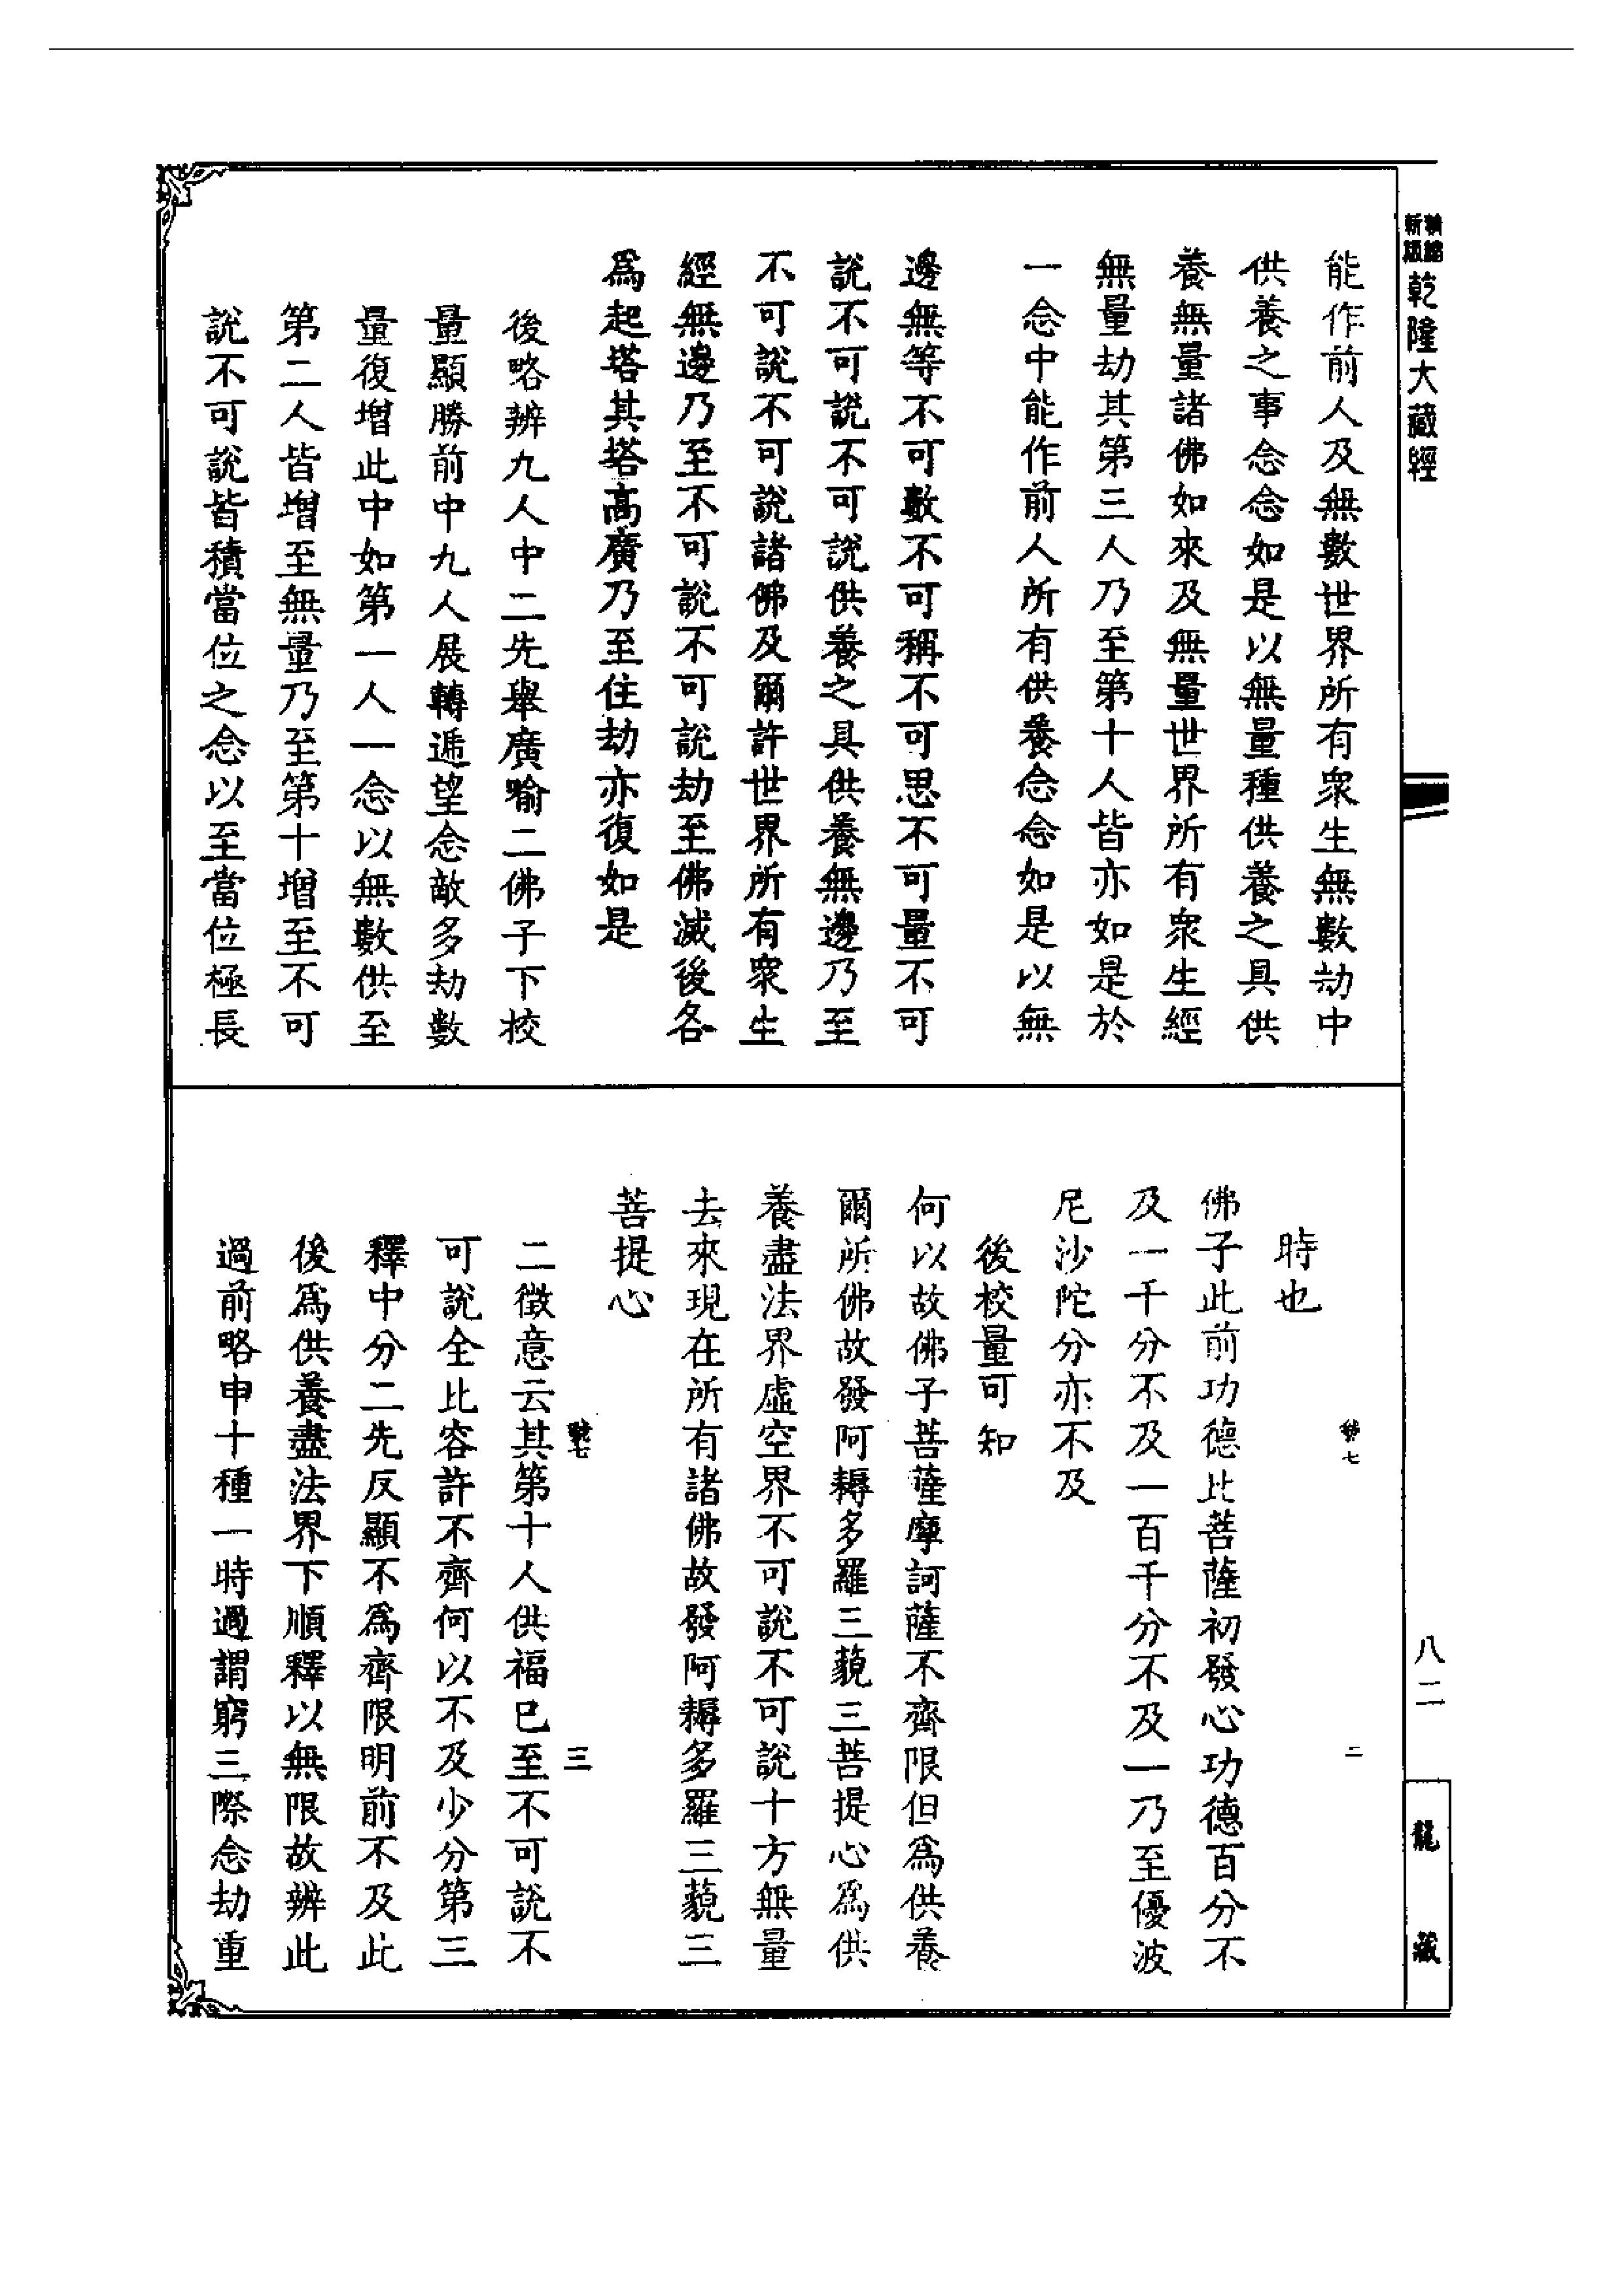 精縮
新版
乾隆大藏經
能作前人及無數世界所有衆生無數劫中
供養之事念念如是以無量種供養之具供
養無量諸佛如來及無量世界所有衆生經
無量劫其第三人乃至第十人皆亦如是於
一念中能作前人所有供養念念如是以無
邊無等不可數不可稱不可思不可量不可
說不可說不可說供養之具供養無邊乃至
不可說不可說諸佛及爾許世界所有衆生
經無邊乃至不可說不可說劫至佛滅後各
爲起塔其塔高廣乃至住劫亦復如是
後略辨九人中二先舉廣喻二佛子下校
量顯勝前中九人展轉遞望念敵多劫數
量復增此中如第一人一念以無數供至
第二人皆增至無量乃至第十增至不可
說不可說皆積當位之念以至當位極長
八二
龍藏
號七
二
時也
佛子此前功德比菩薩初發心功德百分不
及一千分不及一百千分不及一乃至優波
尼沙陀分亦不及
後校量可知
何以故佛子菩薩摩訶薩不齊限但爲供養
爾所佛故發阿耨多羅三藐三菩提心爲供
養盡法界虛空界不可說不可說十方無量
去來現在所有諸佛故發阿耨多羅三藐三
菩提心
號七
三
二徵意云其第十人供福已至不可說不
可說全比容許不齊何以不及少分第三
釋中分二先反顯不爲齊限明前不及此
後爲供養盡法界下順釋以無限故辨此
過前略申十種一時過謂窮三際念劫重